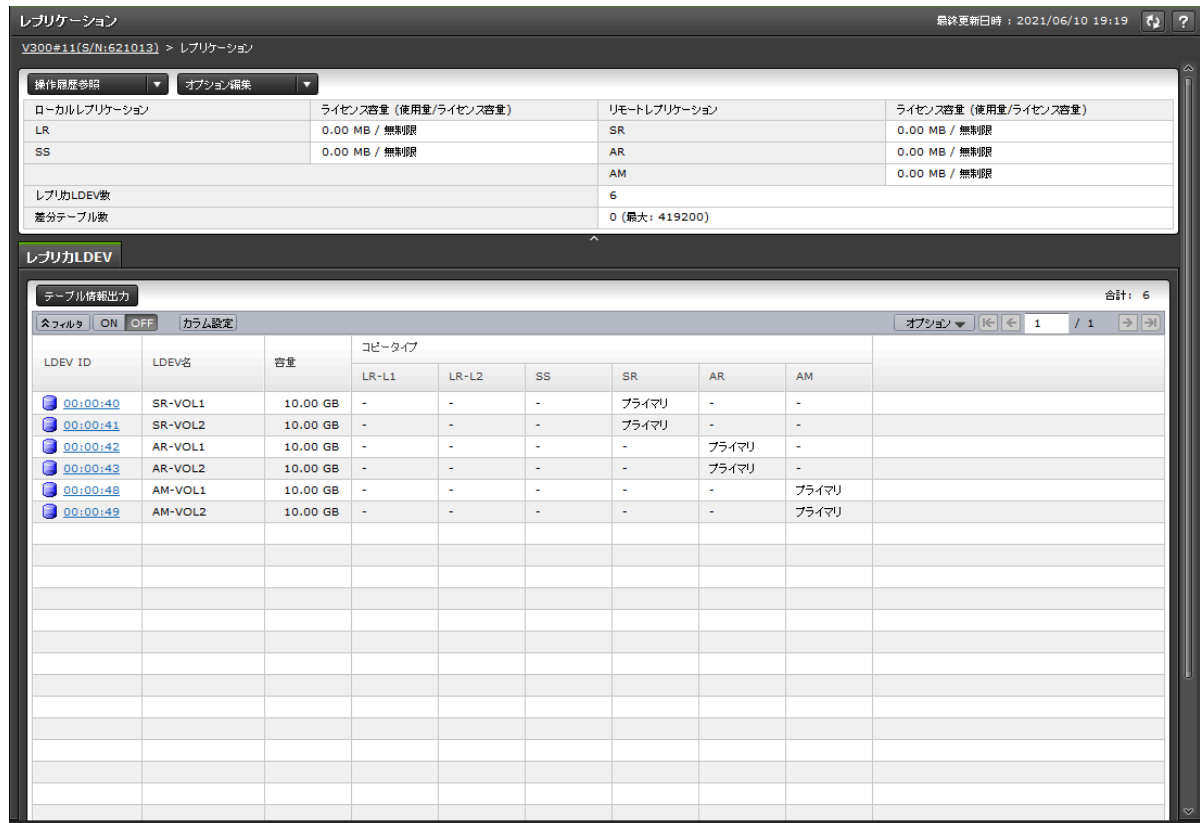 レプリケーション 最終更新日時 : 2021/06/10 19:19 ?
V300#11(S/N:621013) > レプリケーション
操作履歴参照 オプション編集
ローカルレプリケーション ライセンス容量 (使用量/ライセンス容量) リモートレプリケーション ライセンス容量 (使用量/ライセンス容量)
LR 0.00 MB / 無制限 SR 0.00 MB / 無制限
SS 0.00 MB / 無制限 AR 0.00 MB / 無制限
AM 0.00 MB / 無制限
レプリカLDEV数 6
差分テーブル数 0 (最大: 419200)
レプリカLDEV
テーブル情報出力 合計: 6
フィルタ ON OFF カラム設定 オプション 1 / 1
LDEV ID LDEV名 容量 コピータイプ
LR-L1 LR-L2 SS SR AR AM
00:00:40 SR-VOL1 10.00 GB - - - プライマリ - -
00:00:41 SR-VOL2 10.00 GB - - - プライマリ - -
00:00:42 AR-VOL1 10.00 GB - - - - プライマリ -
00:00:43 AR-VOL2 10.00 GB - - - - プライマリ -
00:00:48 AM-VOL1 10.00 GB - - - - - プライマリ
00:00:49 AM-VOL2 10.00 GB - - - - - プライマリ